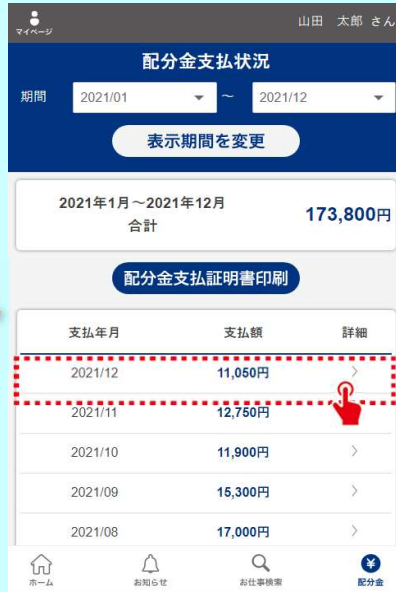 マイページ
山田 太郎 さん
配分金支払状況
期間 2021/01 ～ 2021/12
表示期間を変更
2021年1月～2021年12月
合計
173,800円
配分金支払証明書印刷
支払年月 支払額 詳細
2021/12 11,050円
2021/11 12,750円
2021/10 11,900円
2021/09 15,300円
2021/08 17,000円
ホーム お知らせ お仕事検索 配分金